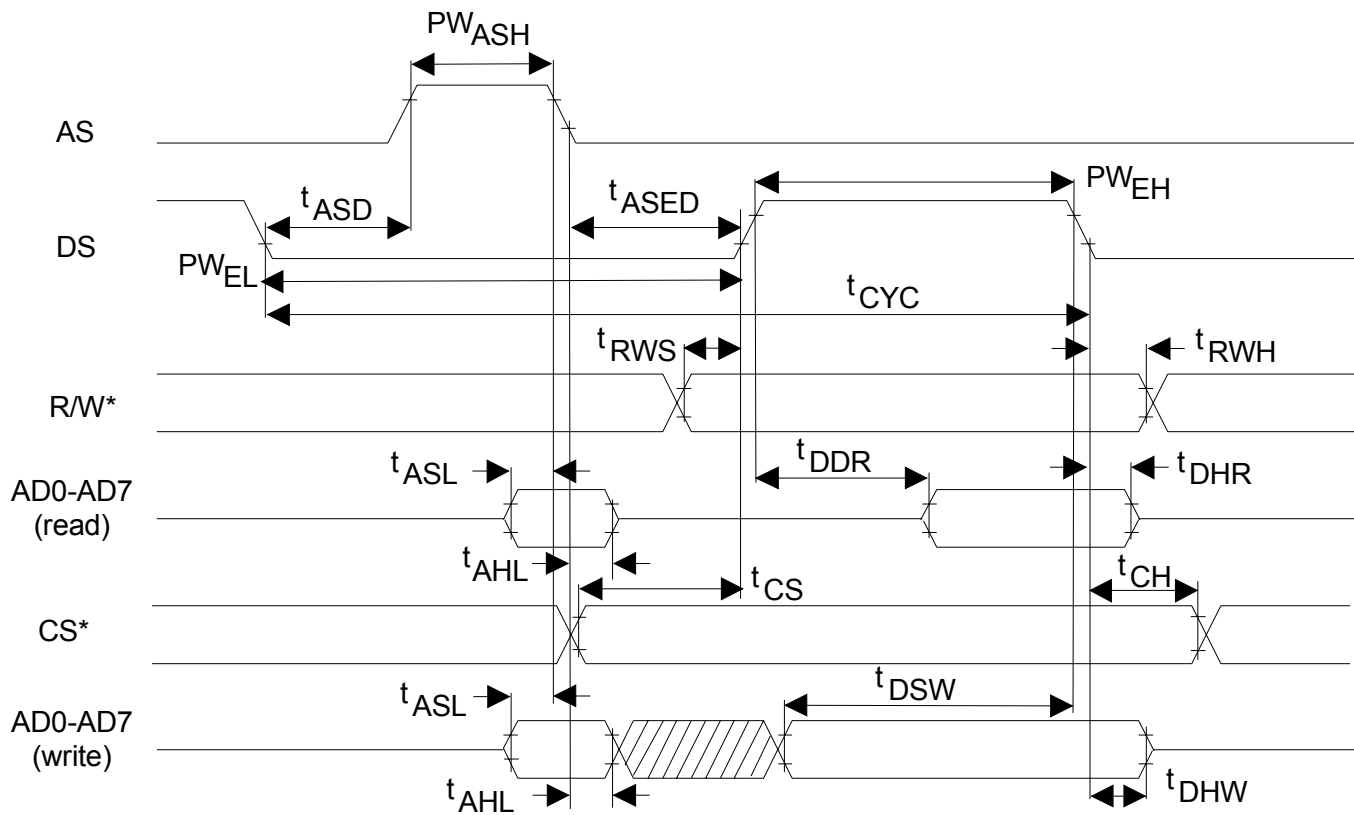 PWASH
AS
tASD
tASED
PWEH
DS
PWEL
tCYC
tRWS
tRWH
R/W*
tASL
tDDR
tDHR
AD0-AD7
(read)
tAHL
tCS
tCH
CS*
tASL
tDSW
AD0-AD7
(write)
tAHL
tDHW